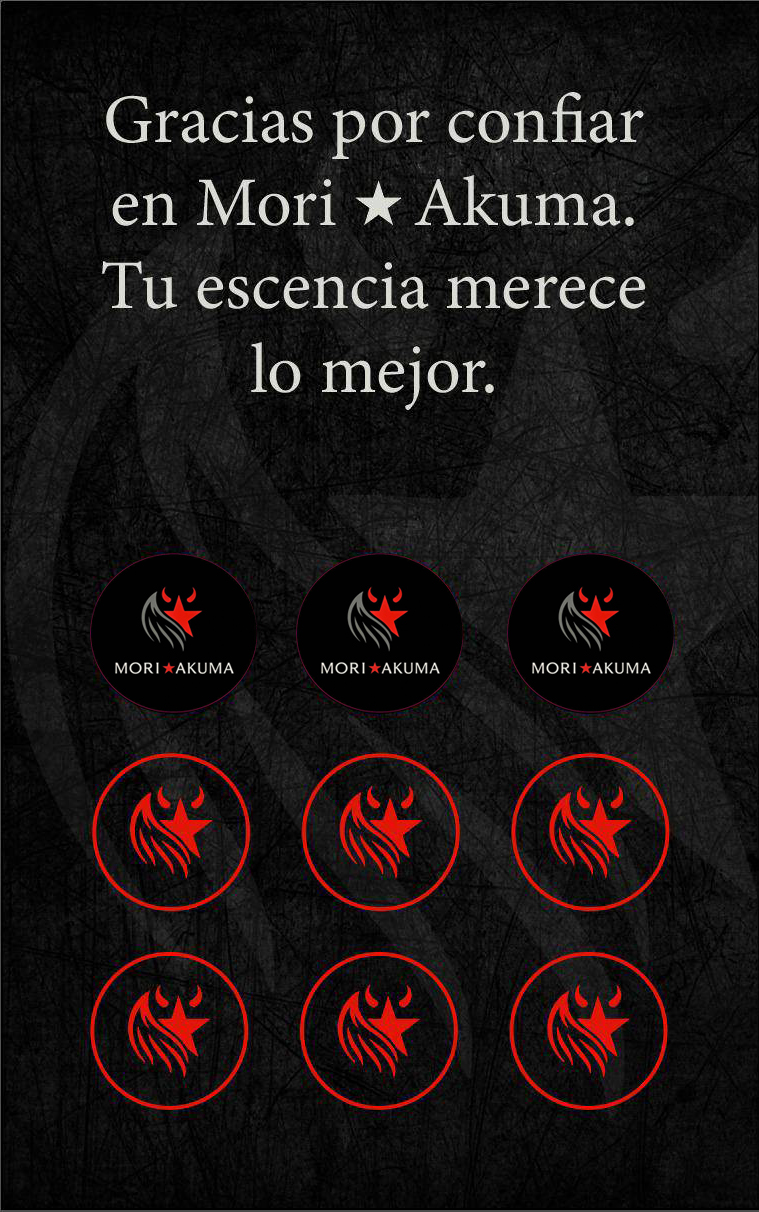 Gracias por confiar
en Mori ★ Akuma.
Tu escencia merece
lo mejor.
MORI★AKUMA
MORI★AKUMA
MORI★AKUMA